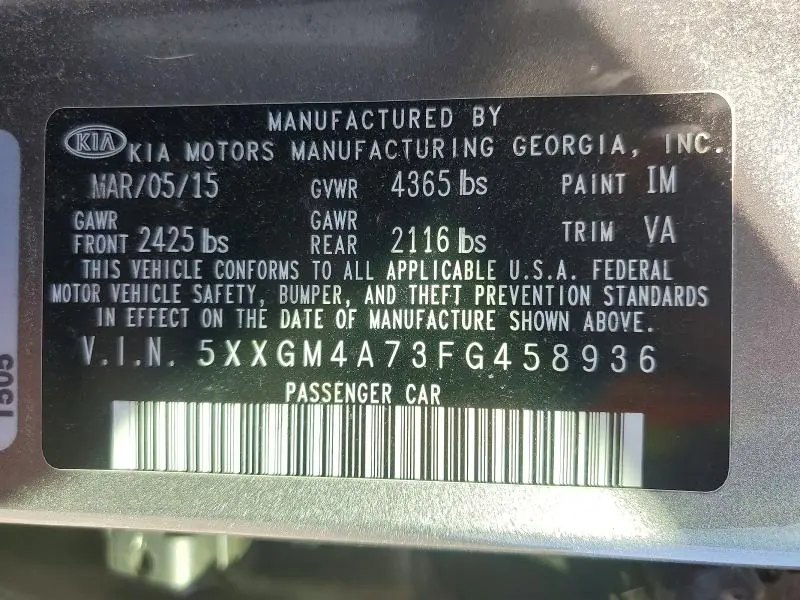 MANUFACTURED BY
KIA KIA MOTORS MANUFACTURING GEORGIA, INC.
MAR/05/15 GVWR 4365 lbs PAINT IM
GAWR FRONT 2425 lbs GAWR REAR 2116 lbs TRIM VA
THIS VEHICLE CONFORMS TO ALL APPLICABLE U.S.A. FEDERAL
MOTOR VEHICLE SAFETY, BUMPER, AND THEFT PREVENTION STANDARDS
IN EFFECT ON THE DATE OF MANUFACTURE SHOWN ABOVE.
V.I.N. 5XXGM4A73FG458936
PASSENGER CAR
1505